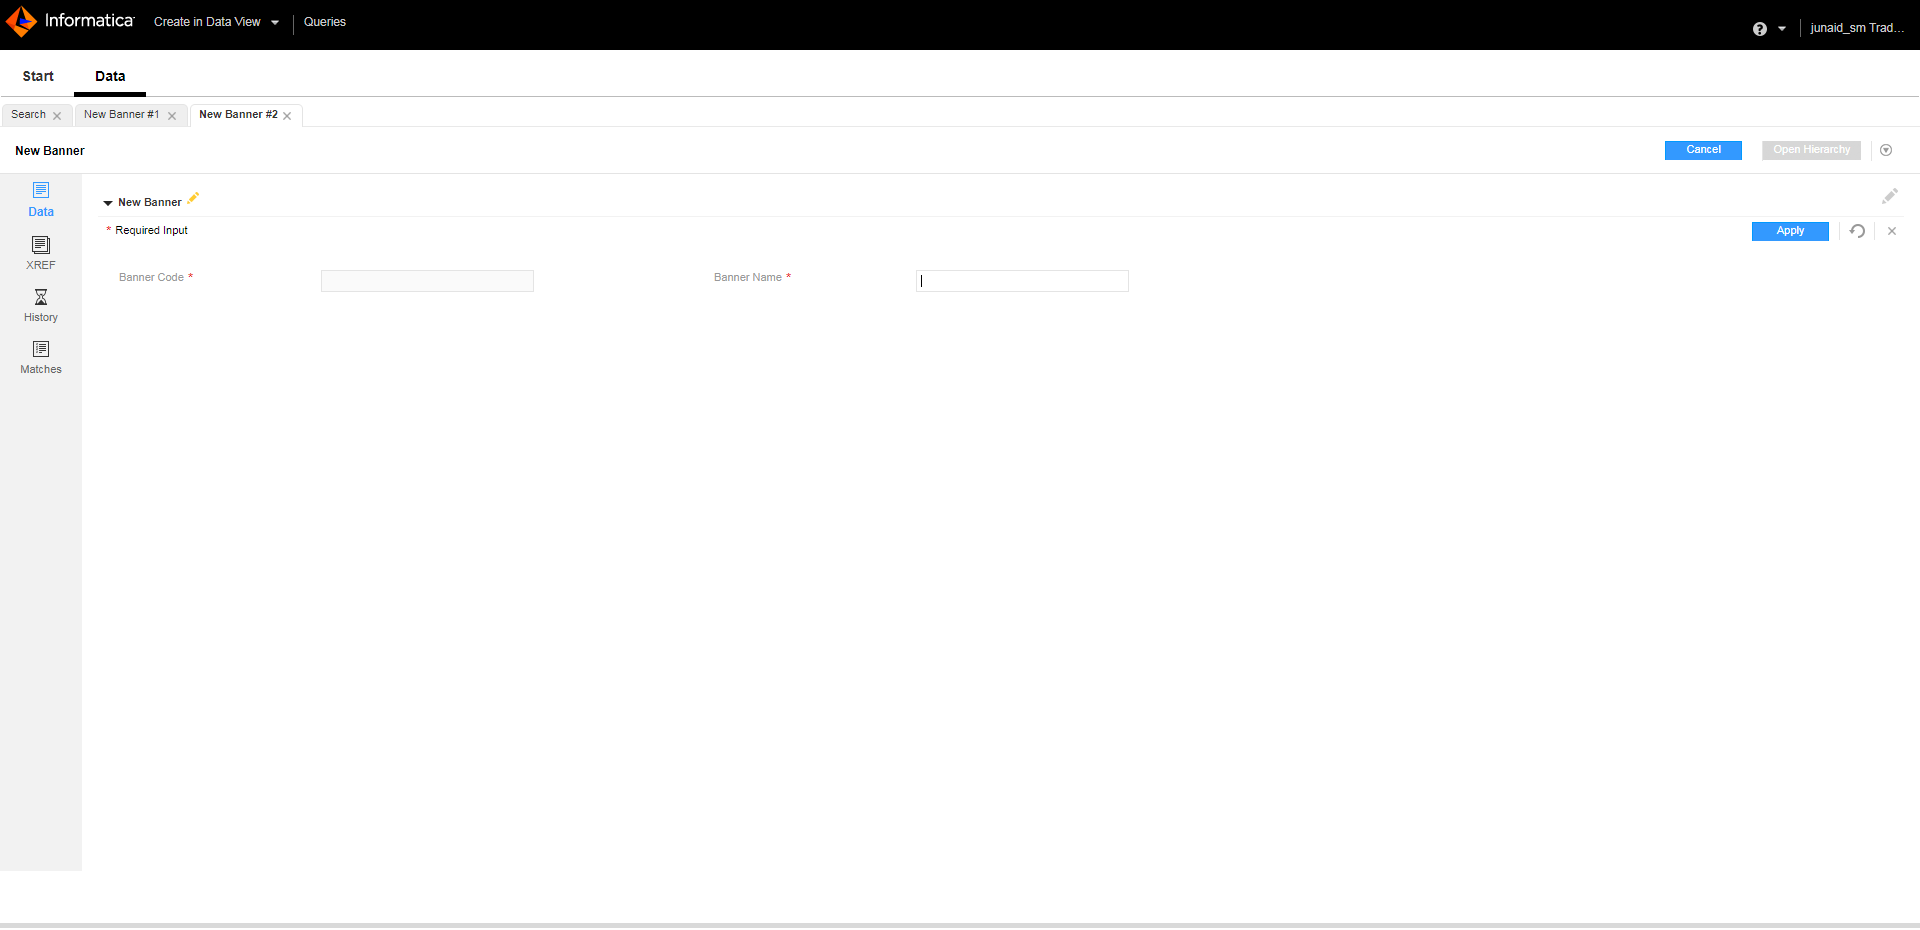 Informatica Create in Data View Queries junaid_sm Trad...
Start Data
Search New Banner #1 New Banner #2
New Banner Cancel Open Hierarchy
Data
XREF
History
Matches
New Banner
* Required Input Apply
Banner Code * Banner Name *